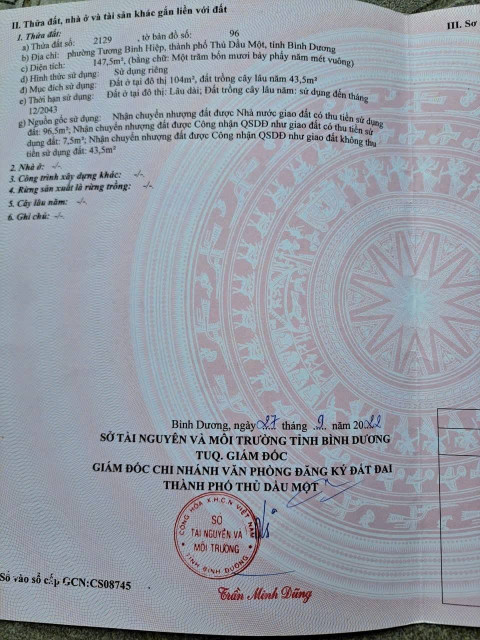 II. Thửa đất, nhà ở và tài sản khác gắn liền với đất
III. Sơ
1. Thửa đất:
a) Thửa đất số: 2129 , tờ bản đồ số: 96
b) Địa chỉ: phường Tương Bình Hiệp, thành phố Thủ Dầu Một, tỉnh Bình Dương
c) Diện tích: 147,5m², (bằng chữ: Một trăm bốn mươi bảy phẩy năm mét vuông)
d) Hình thức sử dụng: Sử dụng riêng
đ) Mục đích sử dụng: Đất ở tại đô thị 104m², đất trồng cây lâu năm 43,5m²
e) Thời hạn sử dụng: Đất ở tại đô thị: Lâu dài; Đất trồng cây lâu năm: sử dụng đến tháng
12/2043
g) Nguồn gốc sử dụng: Nhận chuyển nhượng đất được Nhà nước giao đất có thu tiền sử dụng
đất: 96,5m²; Nhận chuyển nhượng đất được Công nhận QSDĐ như giao đất có thu tiền sử
dụng đất: 7,5m²; Nhận chuyển nhượng đất được Công nhận QSDĐ như giao đất không thu
tiền sử dụng đất: 43,5m²
2. Nhà ở: -/-
3. Công trình xây dựng khác: -/-
4. Rừng sản xuất là rừng trồng: -/-
5. Cây lâu năm: -/-
6. Ghi chú: -/-
Bình Dương, ngày 27 tháng 9 năm 2022
SỞ TÀI NGUYÊN VÀ MÔI TRƯỜNG TỈNH BÌNH DƯƠNG
TUQ. GIÁM ĐỐC
GIÁM ĐỐC CHI NHÁNH VĂN PHÒNG ĐĂNG KÝ ĐẤT ĐAI
THÀNH PHỐ THỦ DẦU MỘT
CỘNG HÒA X.H.C.N VIỆT NAM
SỞ
TÀI NGUYÊN VÀ
MÔI TRƯỜNG
TỈNH BÌNH DƯƠNG
Trần Minh Dũng
Số vào sổ cấp GCN:CS08745